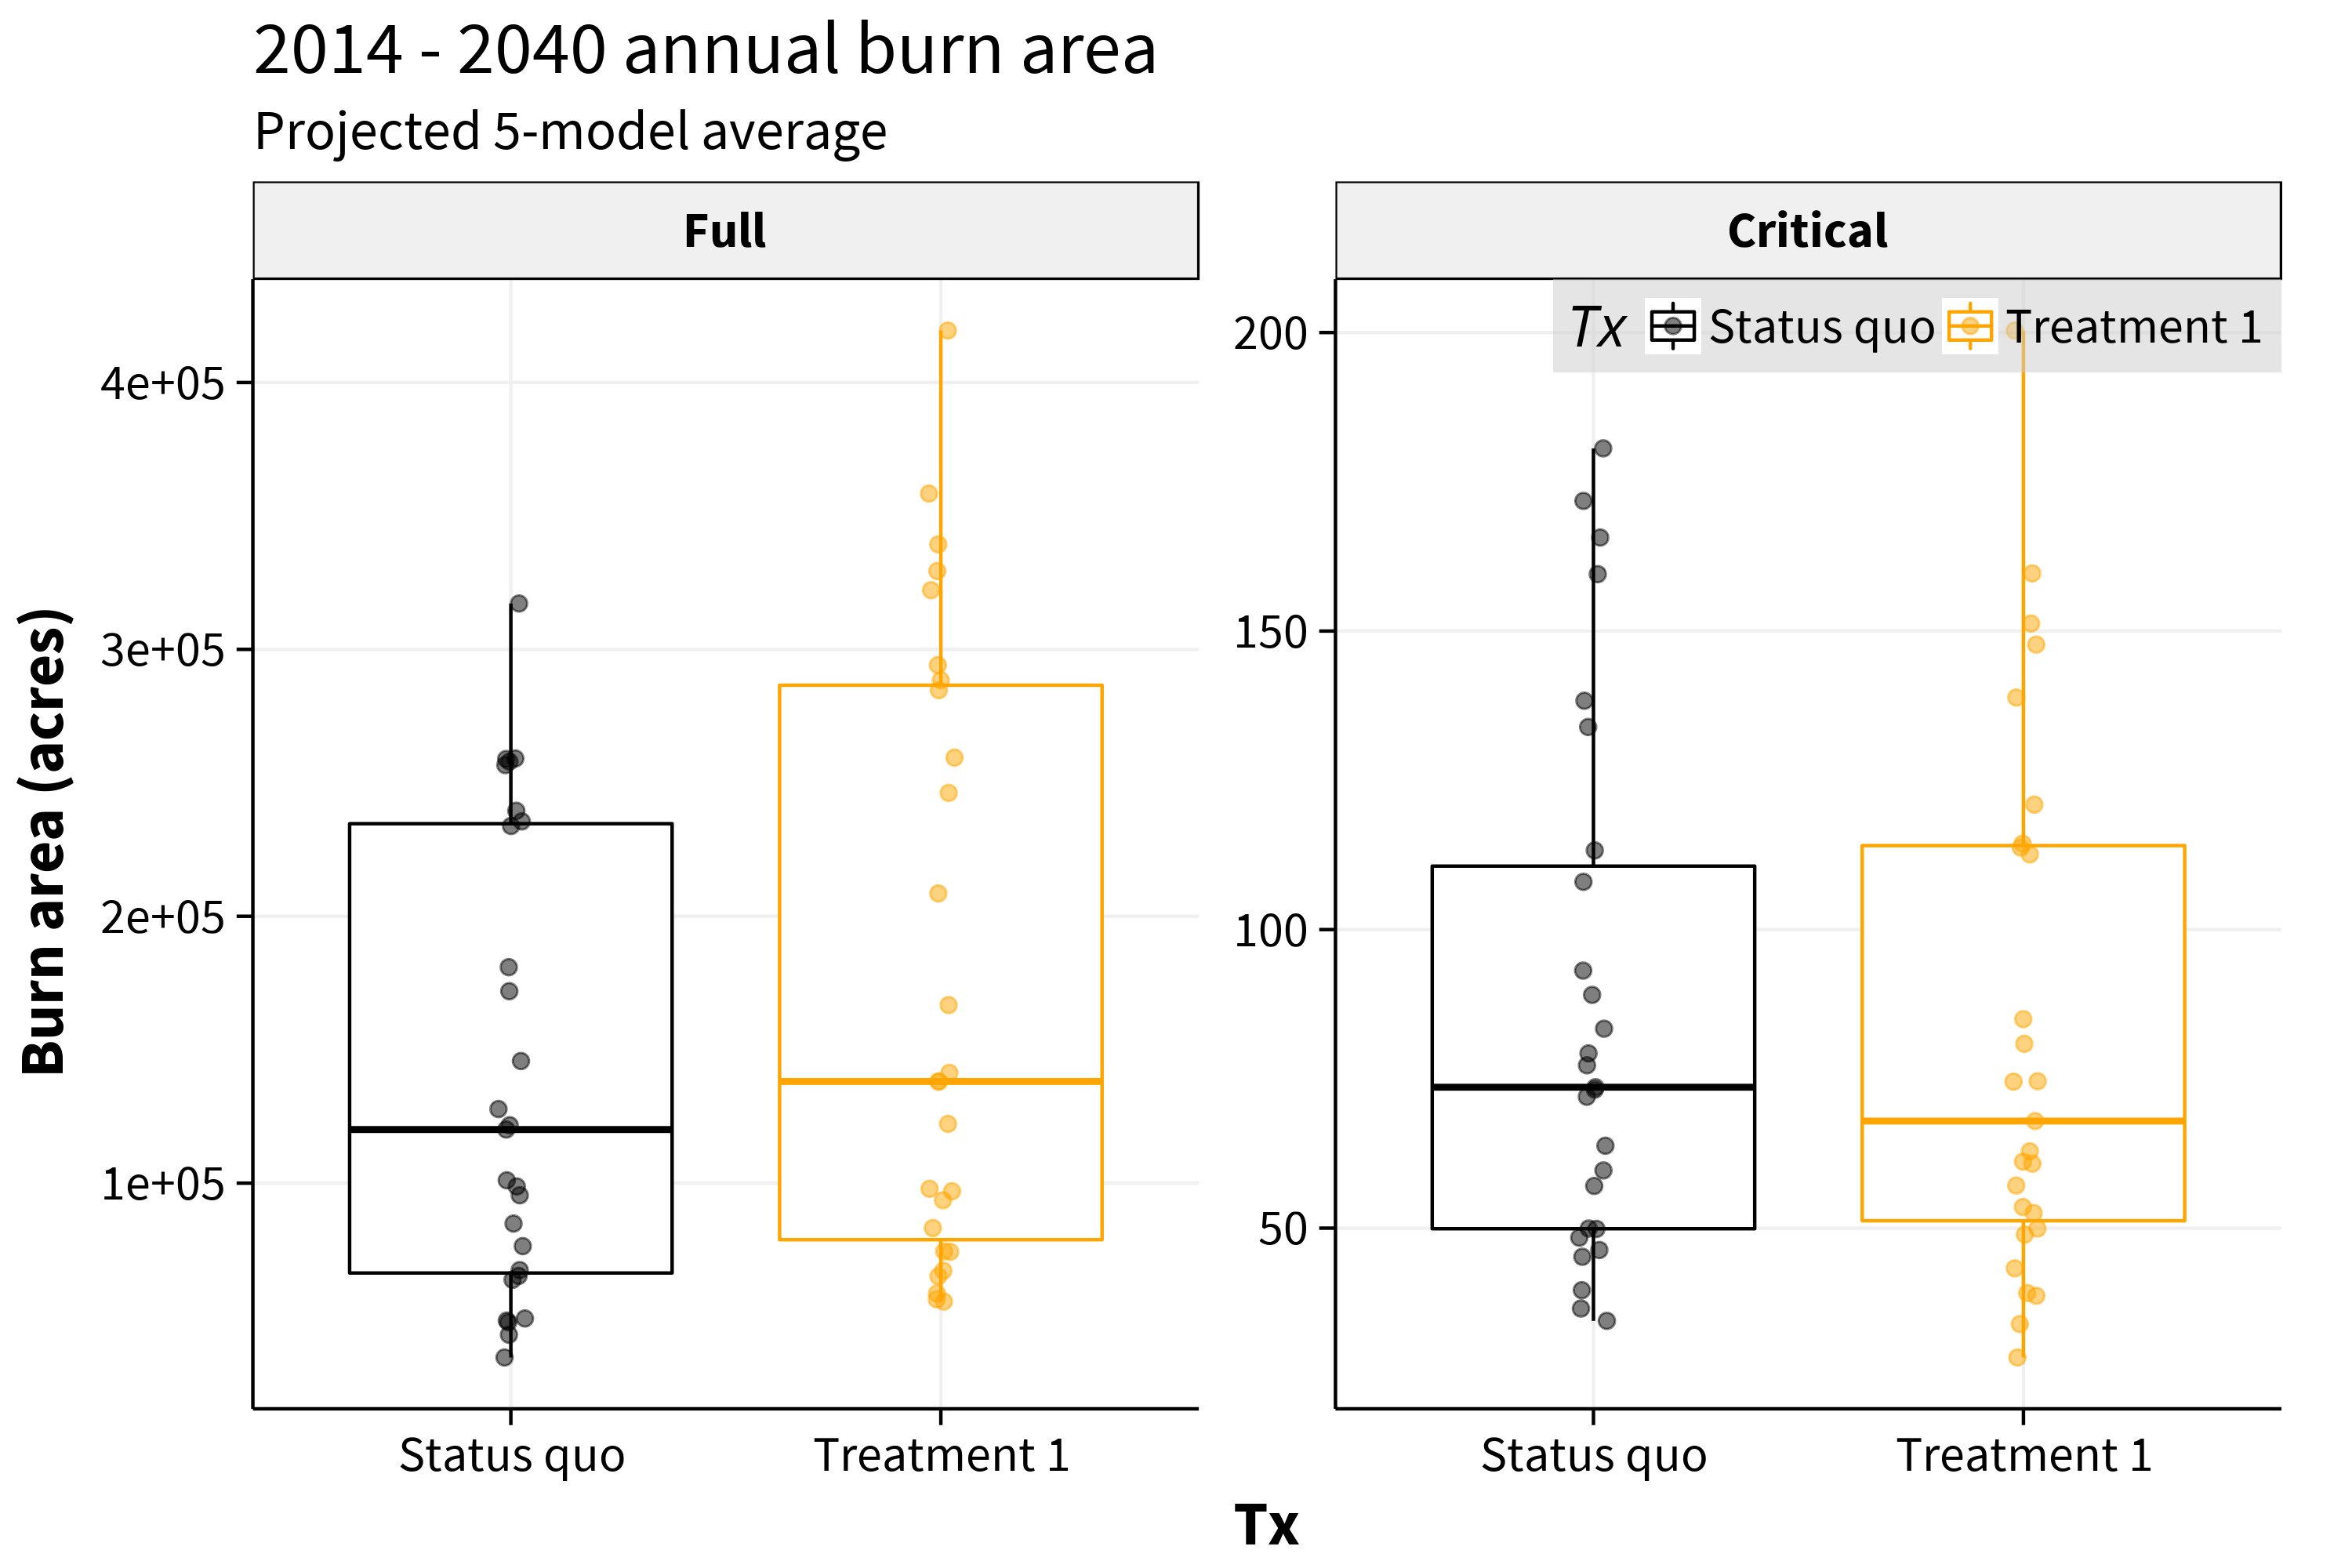 2014 - 2040 annual burn area
Projected 5-model average
Full
Critical
Tx Status quo Treatment 1
Burn area (acres)
4e+05
3e+05
2e+05
1e+05
200
150
100
50
Status quo
Treatment 1
Status quo
Treatment 1
Tx